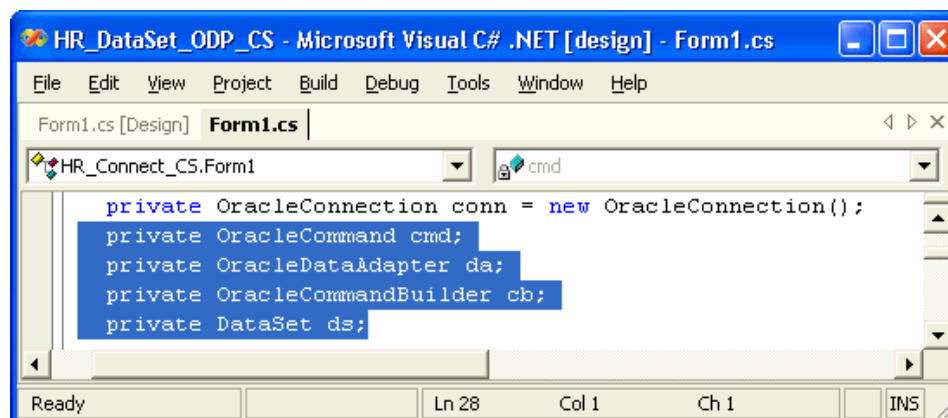 HR_DataSet_ODP_CS - Microsoft Visual C# .NET [design] - Form1.cs
File Edit View Project Build Debug Tools Window Help
Form1.cs [Design] Form1.cs
HR_Connect_CS.Form1 cmd
private OracleConnection conn = new OracleConnection();
private OracleCommand cmd;
private OracleDataAdapter da;
private OracleCommandBuilder cb;
private DataSet ds;
Ready Ln 28 Col 1 Ch 1 INS